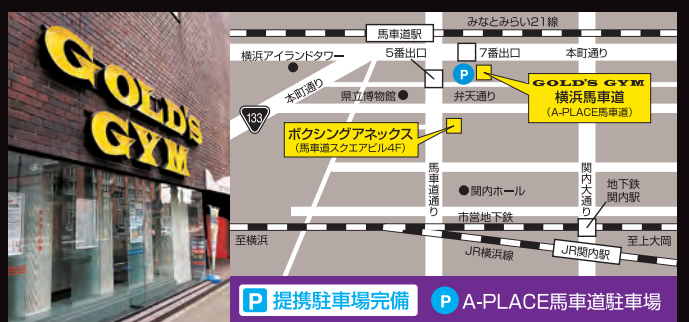 GOLD'S
GYM
みなとみらい21線
馬車道駅
横浜アイランドタワー
5番出口
7番出口
本町通り
本町通り
P
GOLD'S GYM
横浜馬車道
(A-PLACE馬車道)
県立博物館
弁天通り
133
ボクシングアネックス
(馬車道スクエアビル4F)
馬車道通り
関内大通り
関内ホール
地下鉄
関内駅
市営地下鉄
至横浜
至上大岡
JR横浜線
JR関内駅
P 提携駐車場完備
P A-PLACE馬車道駐車場